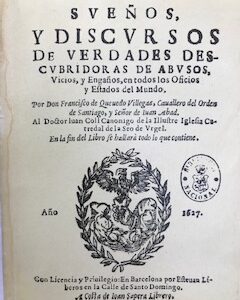 SVEÑOS,
Y DISCVRSOS
DE VERDADES DES-
CVBRIDORAS DE ABVSOS,
Vicios, y Engaños, en todos los Oficios
y Estados del Mundo.
Por Don Francisco de Queuedo Villegas, Cauallero del Orden
de Santiago, y Señor de Iuan Abad.
Al Doctor Iuan Coll Canonigo de la Illustre Iglesia Ca-
tredal de la Seo de Vrgel.
En la fin del Libro se hallará todo lo que contiene.
Año
1627.
NACIONAL
Con Licencia y Priuilegio: En Barcelona por Esteuan Li-
beros en la Calle de Santo Domingo.
A Costa de Iuan Sapera Librero.